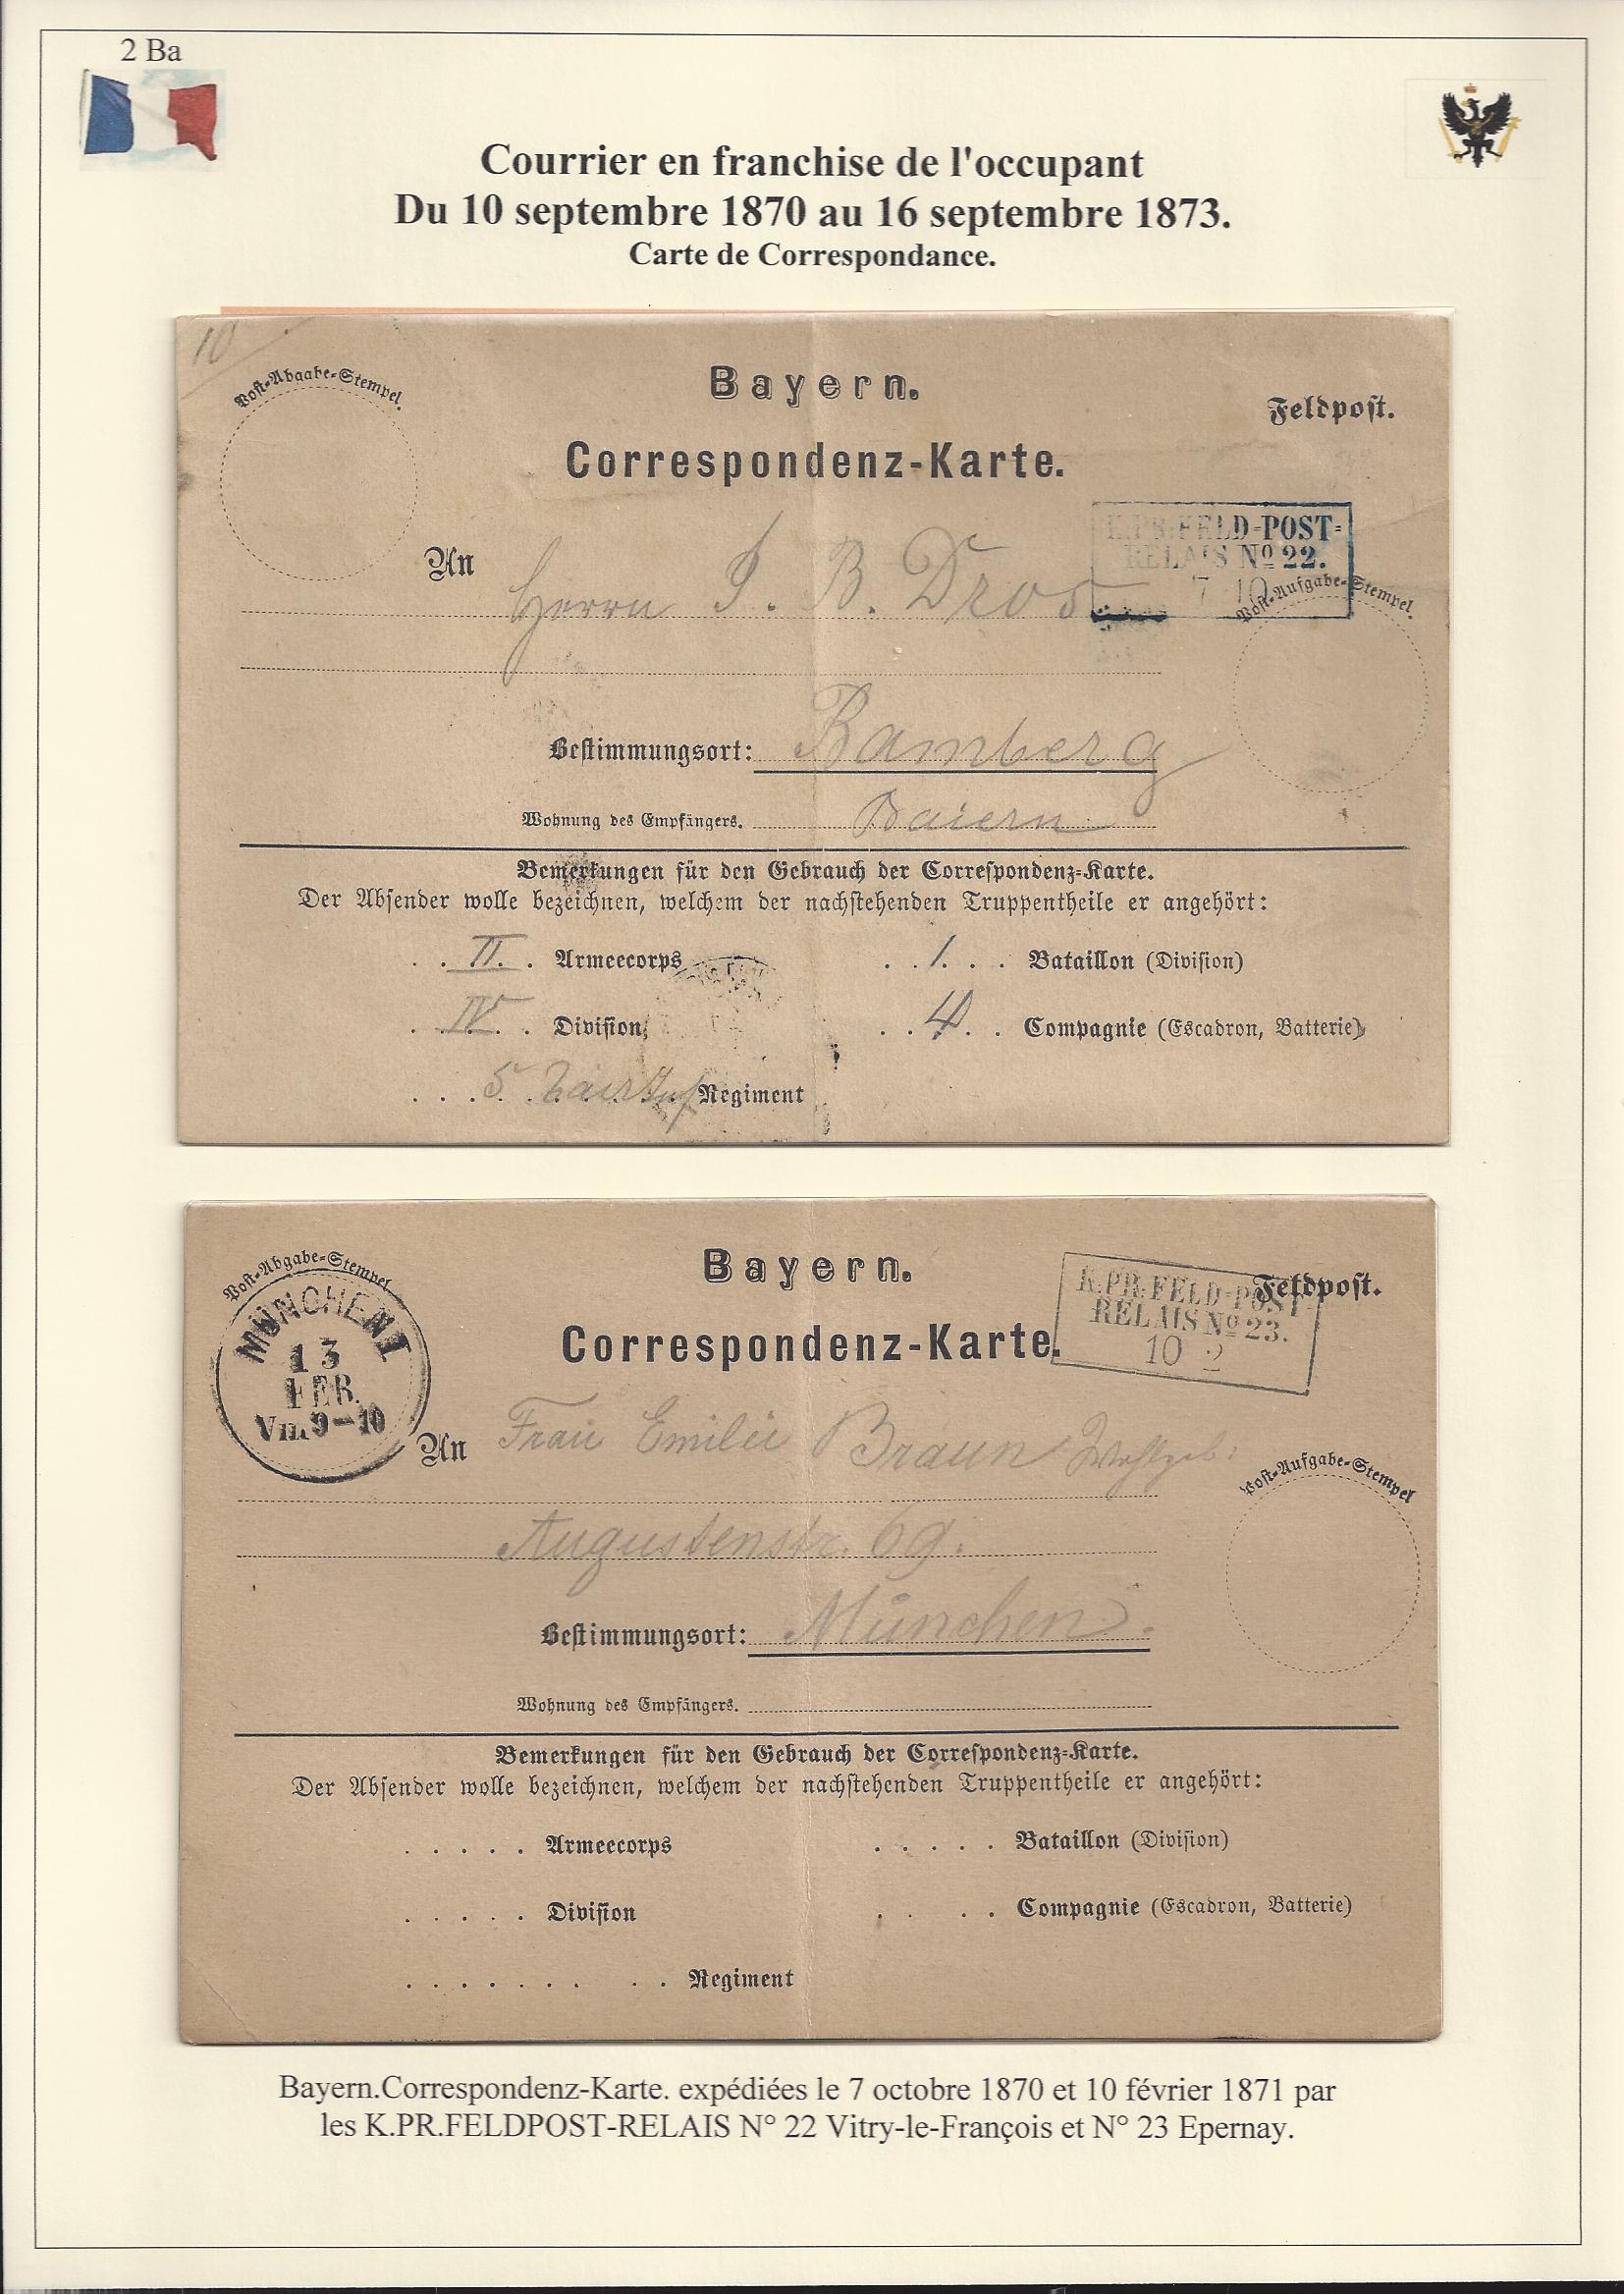 2 Ba
Courrier en franchise de l'occupant
Du 10 septembre 1870 au 16 septembre 1873.
Carte de Correspondance.
10
Post-Abgabe-Stempel.
Bayern.
Feldpost.
Correspondenz-Karte.
K.PR.FELD-POST-
RELAIS No 22.
7 10
Post-Aufgabe-Stempel.
An Herrn J. B. Dros
Bestimmungsort: Bamberg
Wohnung des Empfängers. Baiern
Bemerkungen für den Gebrauch der Correspondenz-Karte.
Der Absender wolle bezeichnen, welchem der nachstehenden Truppentheile er angehört:
II. Armeecorps 1. Bataillon (Division)
IV. Division 4. Compagnie (Escadron, Batterie)
5 bair Inf Regiment
Post-Abgabe-Stempel
Bayern.
Feldpost.
Correspondenz-Karte.
K.PR.FELD-POST-
RELAIS No 23.
10 2
MÜNCHEN I
13
FEB.
Vm. 9-10
An Frau Emilie Braun Wohlgeb:
Post-Aufgabe-Stempel
Augustenstr. 69.
Bestimmungsort: München.
Wohnung des Empfängers.
Bemerkungen für den Gebrauch der Correspondenz-Karte.
Der Absender wolle bezeichnen, welchem der nachstehenden Truppentheile er angehört:
. . . . . Armeecorps . . . . . Bataillon (Division)
. . . . . Division . . . . Compagnie (Escadron, Batterie)
. . . . . . . . . Regiment
Bayern.Correspondenz-Karte. expédiées le 7 octobre 1870 et 10 février 1871 par
les K.PR.FELDPOST-RELAIS N° 22 Vitry-le-François et N° 23 Epernay.